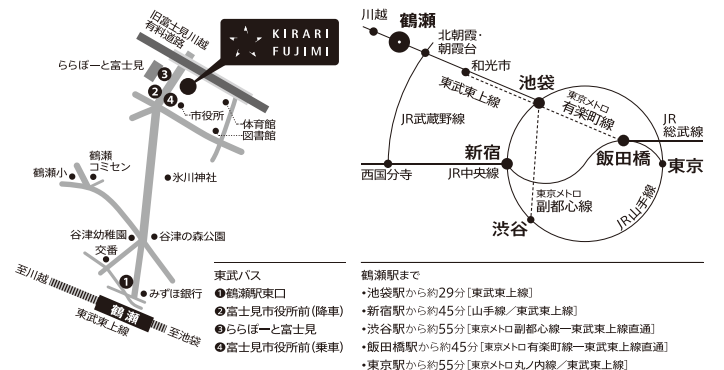 旧富士見川越
有料道路
KIRARI
FUJIMI
ららぽーと富士見
❸
❷
❹
市役所
体育館
図書館
鶴瀬
コミセン
鶴瀬小
氷川神社
谷津幼稚園
谷津の森公園
交番
❶
みずほ銀行
至川越
鶴瀬
東武東上線
至池袋
東武バス
❶鶴瀬駅東口
❷富士見市役所前(降車)
❸ららぽーと富士見
❹富士見市役所前(乗車)
川越
鶴瀬
北朝霞・
朝霞台
和光市
東武東上線
池袋
東京メトロ
有楽町線
JR
総武線
JR武蔵野線
新宿
飯田橋
東京
西国分寺
JR中央線
東京メトロ
副都心線
JR山手線
渋谷
鶴瀬駅まで
•池袋駅から約29分[東武東上線]
•新宿駅から約45分[山手線/東武東上線]
•渋谷駅から約55分[東京メトロ副都心線―東武東上線直通]
•飯田橋駅から約45分[東京メトロ有楽町線―東武東上線直通]
•東京駅から約55分[東京メトロ丸ノ内線/東武東上線]